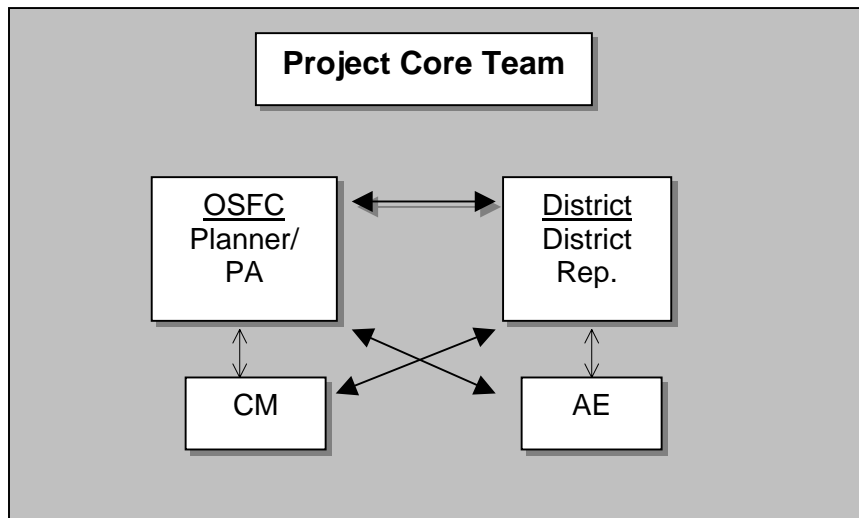 Project Core Team
OSFC
Planner/
PA
District
District
Rep.
CM
AE